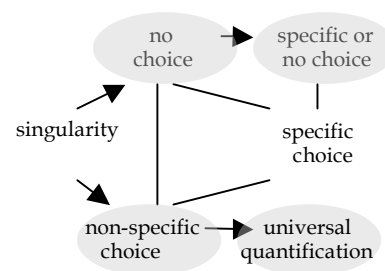 no
choice
specific or
no choice
singularity
specific
choice
non-specific
choice
universal
quantification